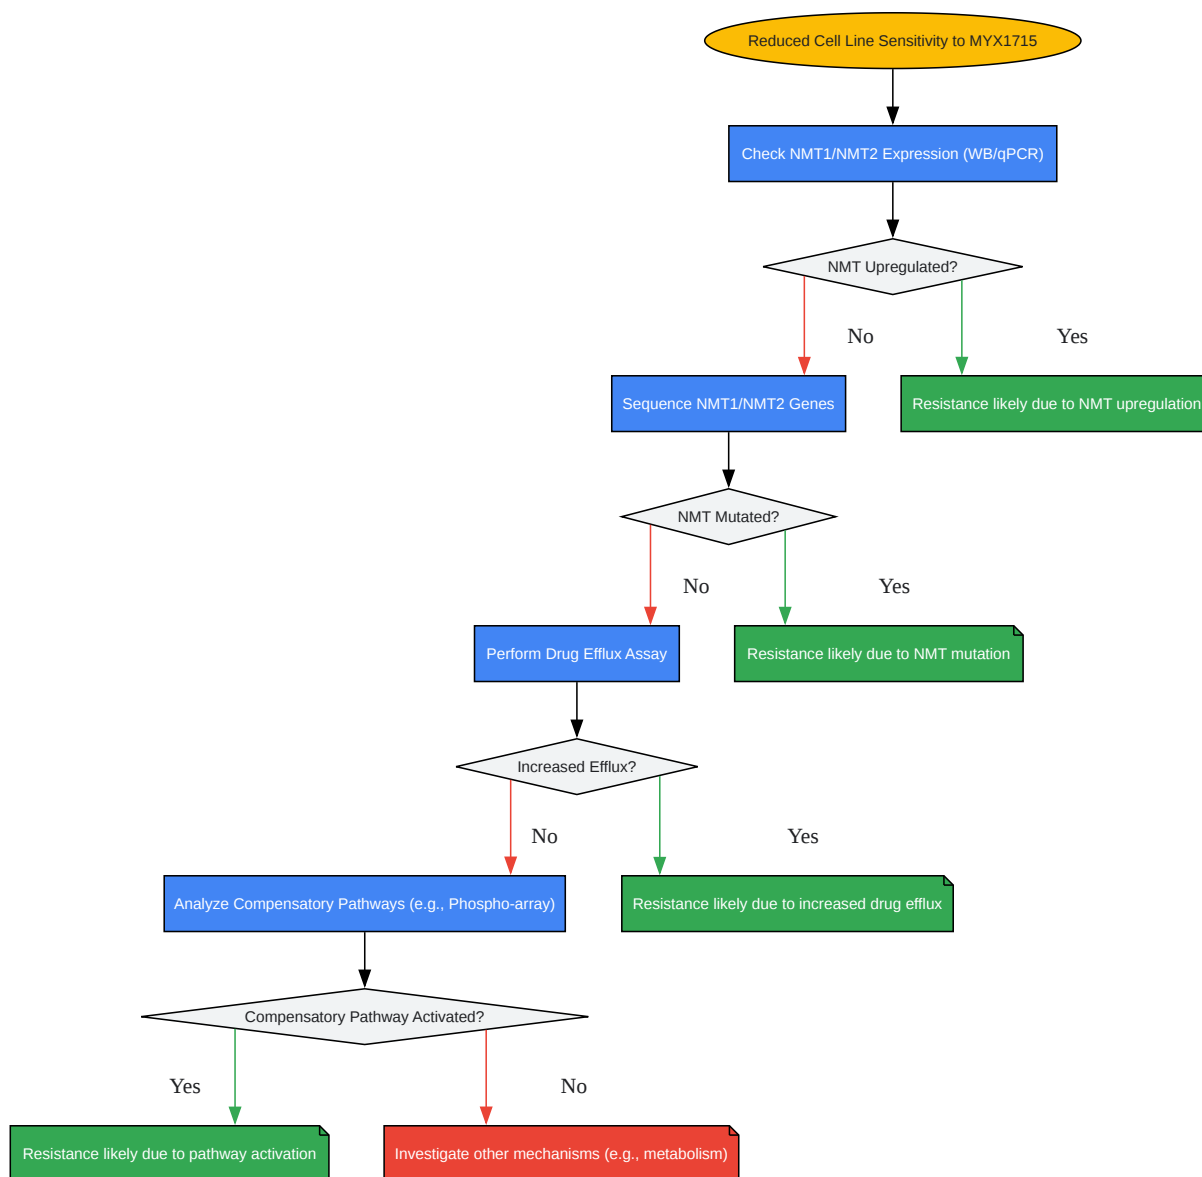 Reduced Cell Line Sensitivity to MYX1715
Check NMT1/NMT2 Expression (WB/qPCR)
NMT Upregulated?
No
Yes
Sequence NMT1/NMT2 Genes
Resistance likely due to NMT upregulation
NMT Mutated?
No
Yes
Perform Drug Efflux Assay
Resistance likely due to NMT mutation
Increased Efflux?
No
Yes
Analyze Compensatory Pathways (e.g., Phospho-array)
Resistance likely due to increased drug efflux
Compensatory Pathway Activated?
Yes
No
Resistance likely due to pathway activation
Investigate other mechanisms (e.g., metabolism)